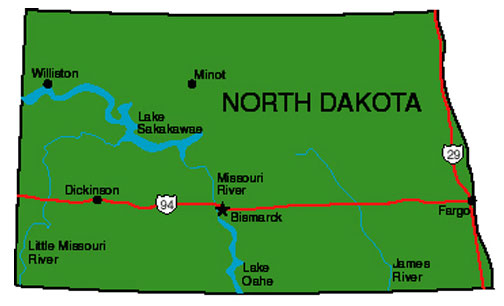 Williston
Minot
NORTH DAKOTA
Lake
Sakakawae
29
Missouri
River
Dickinson
94
Bismarck
Fargo
Little Missouri
River
Lake
Oahe
James
River